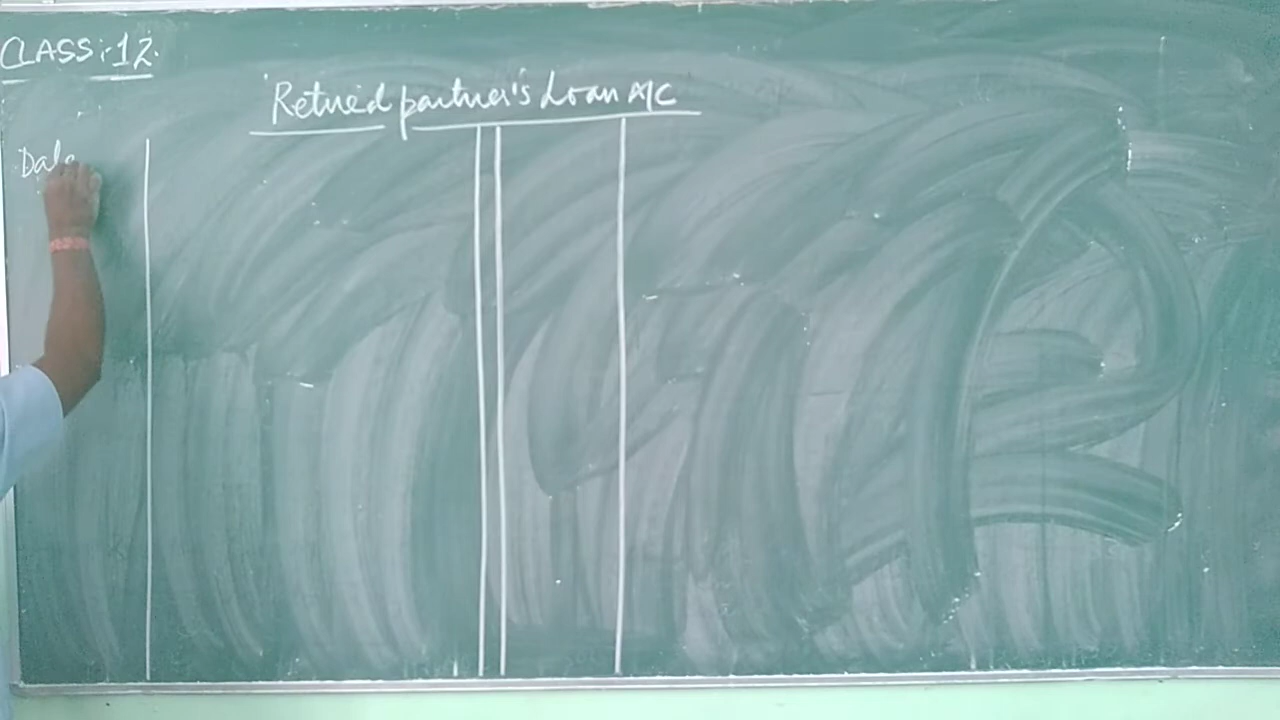 CLASS:-12.
Retired partner's Loan A/C
Date